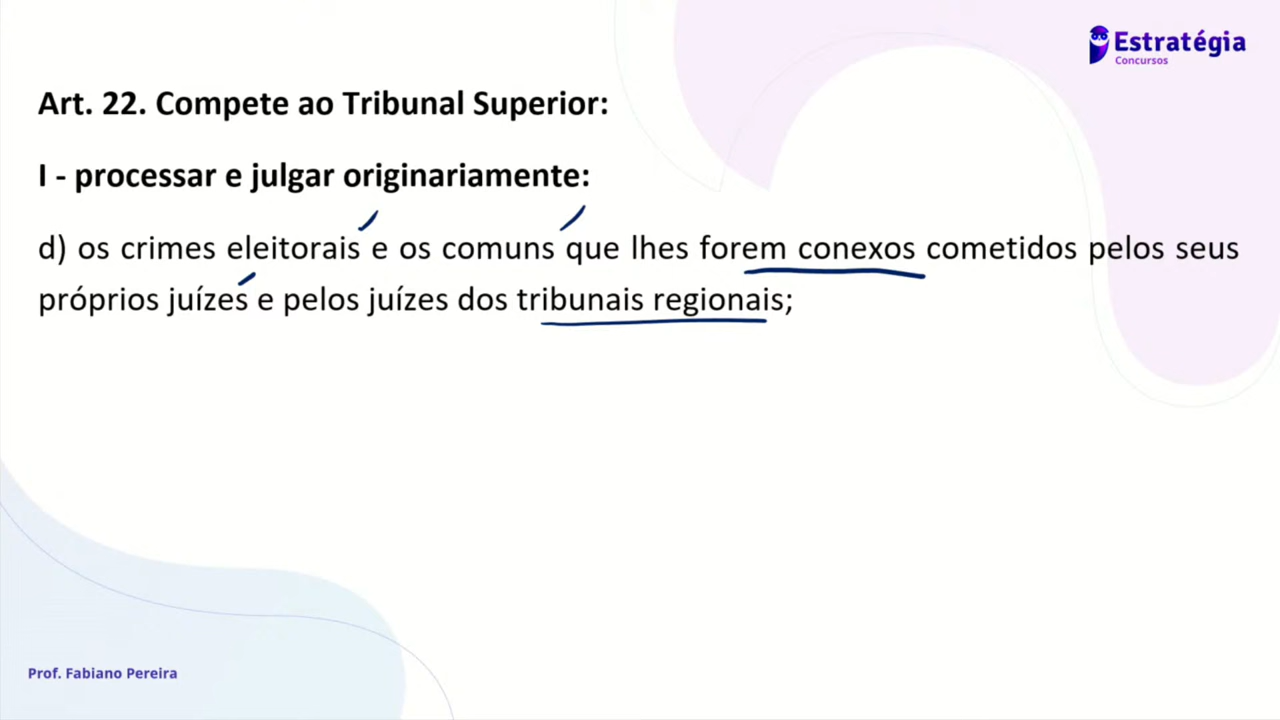 Estratégia
Concursos
Art. 22. Compete ao Tribunal Superior:
I - processar e julgar originariamente:
d) os crimes eleitorais e os comuns que lhes forem conexos cometidos pelos seus
próprios juízes e pelos juízes dos tribunais regionais;
Prof. Fabiano Pereira